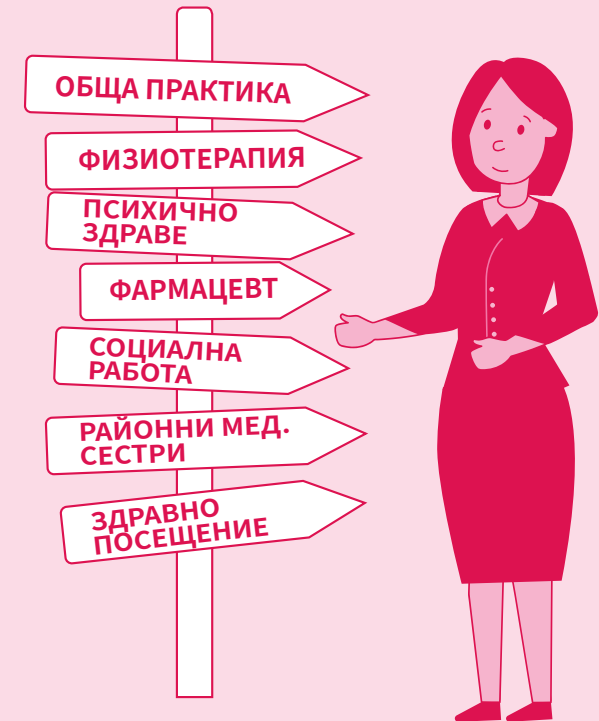 ОБЩА ПРАКТИКА
ФИЗИОТЕРАПИЯ
ПСИХИЧНО
ЗДРАВЕ
ФАРМАЦЕВТ
СОЦИАЛНА
РАБОТА
РАЙОННИ МЕД.
СЕСТРИ
ЗДРАВНО
ПОСЕЩЕНИЕ